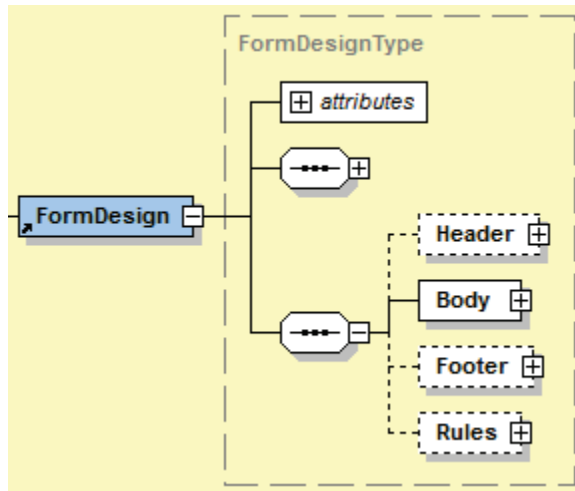 FormDesignType
attributes
FormDesign
Header
Body
Footer
Rules